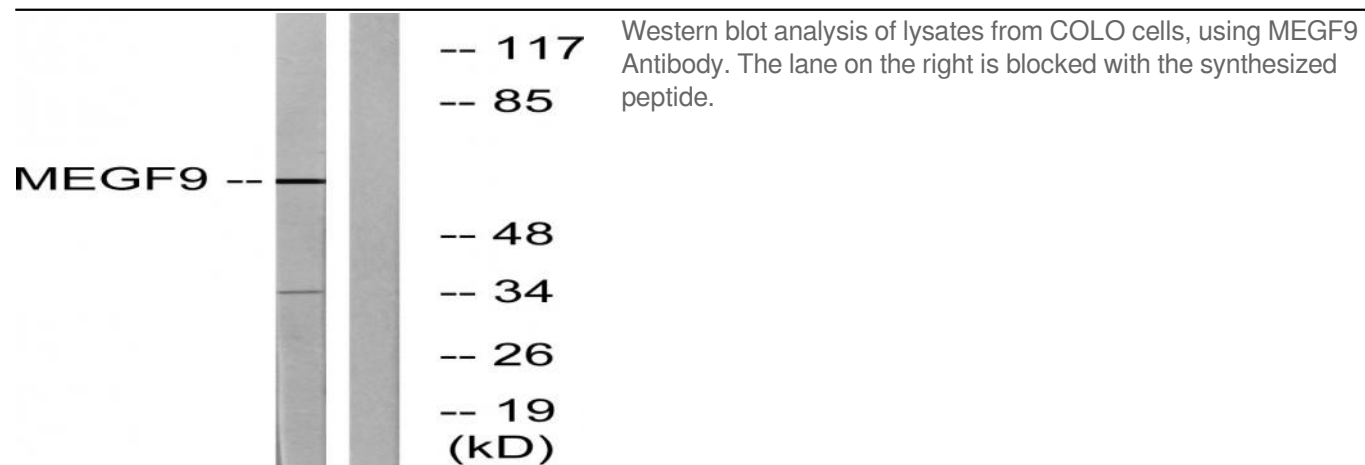 -- 117
-- 85
MEGF9 --
-- 48
-- 34
-- 26
-- 19
(kD)
Western blot analysis of lysates from COLO cells, using MEGF9
Antibody. The lane on the right is blocked with the synthesized
peptide.